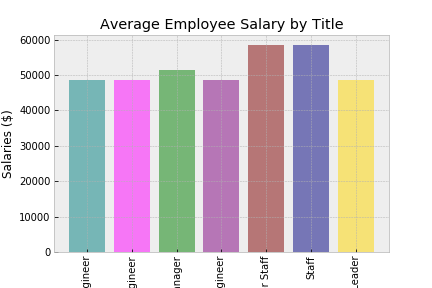 Average Employee Salary by Title
Salaries ($)
60000
50000
40000
30000
20000
10000
0
gineer
gineer
nager
gineer
r Staff
Staff
eader